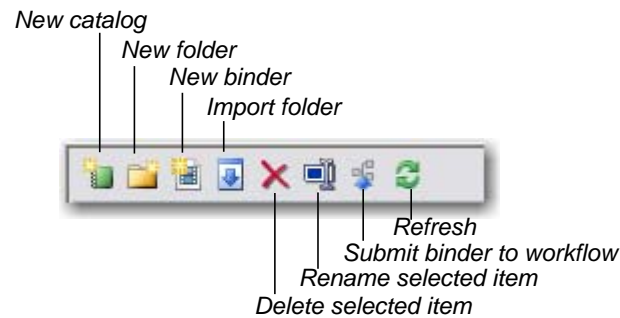 New catalog
New folder
New binder
Import folder
Refresh
Submit binder to workflow
Rename selected item
Delete selected item